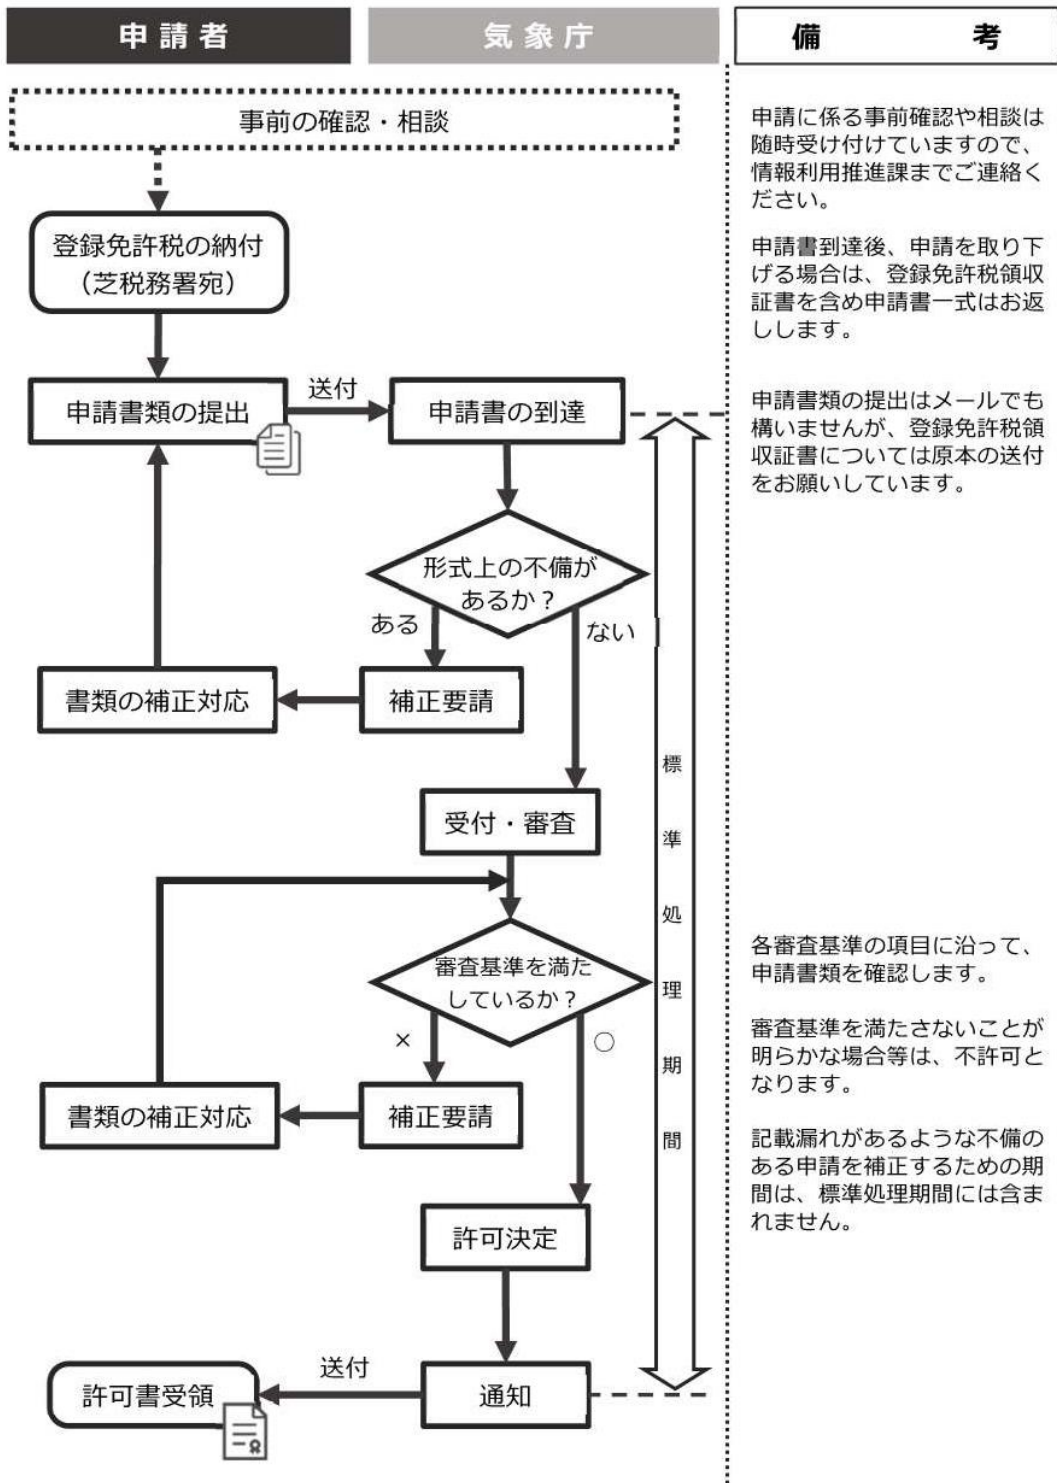 申請者
気象庁
備考
事前の確認・相談
登録免許税の納付
（芝税務署宛）
申請書類の提出
送付
申請書の到達
形式上の不備が
あるか？
ある
ない
補正要請
書類の補正対応
受付・審査
審査基準を満た
しているか？
×
○
補正要請
書類の補正対応
許可決定
通知
送付
許可書受領
標準処理期間
申請に係る事前確認や相談は
随時受け付けていますので、
情報利用推進課までご連絡く
ださい。
申請書到達後、申請を取り下
げる場合は、登録免許税領収
証書を含め申請書一式はお返
しします。
申請書類の提出はメールでも
構いませんが、登録免許税領
収証書については原本の送付
をお願いしています。
各審査基準の項目に沿って、
申請書類を確認します。
審査基準を満たさないことが
明らかな場合等は、不許可と
なります。
記載漏れがあるような不備の
ある申請を補正するための期
間は、標準処理期間には含ま
れません。